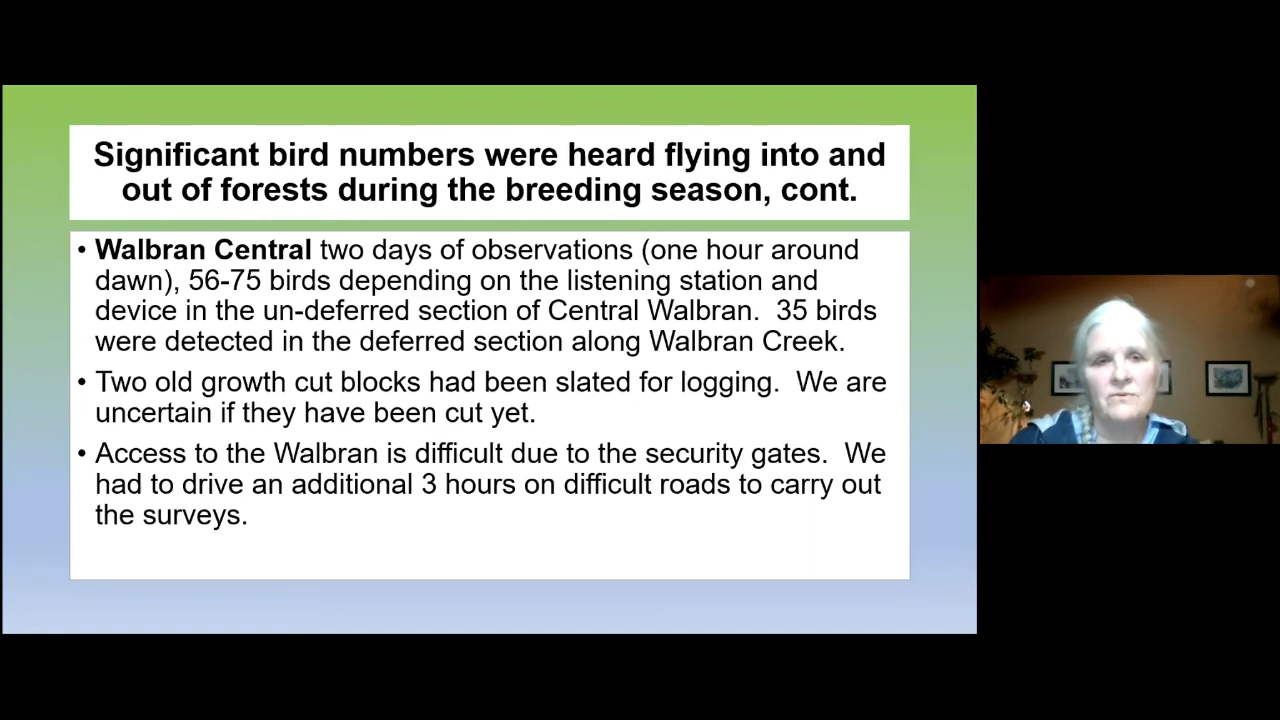 Significant bird numbers were heard flying into and
out of forests during the breeding season, cont.
• Walbran Central two days of observations (one hour around
dawn), 56-75 birds depending on the listening station and
device in the un-deferred section of Central Walbran.  35 birds
were detected in the deferred section along Walbran Creek.
• Two old growth cut blocks had been slated for logging.  We are
uncertain if they have been cut yet.
• Access to the Walbran is difficult due to the security gates.  We
had to drive an additional 3 hours on difficult roads to carry out
the surveys.